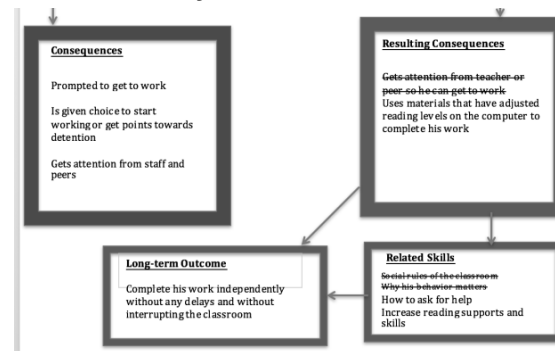 Consequences
Prompted to get to work
Is given choice to start
working or get points towards
detention
Gets attention from staff and
peers
Resulting Consequences
Gets attention from teacher or
peer so he can get to work
Uses materials that have adjusted
reading levels on the computer to
complete his work
Long-term Outcome
Complete his work independently
without any delays and without
interrupting the classroom
Related Skills
Social rules of the classroom
Why his behavior matters
How to ask for help
Increase reading supports and
skills